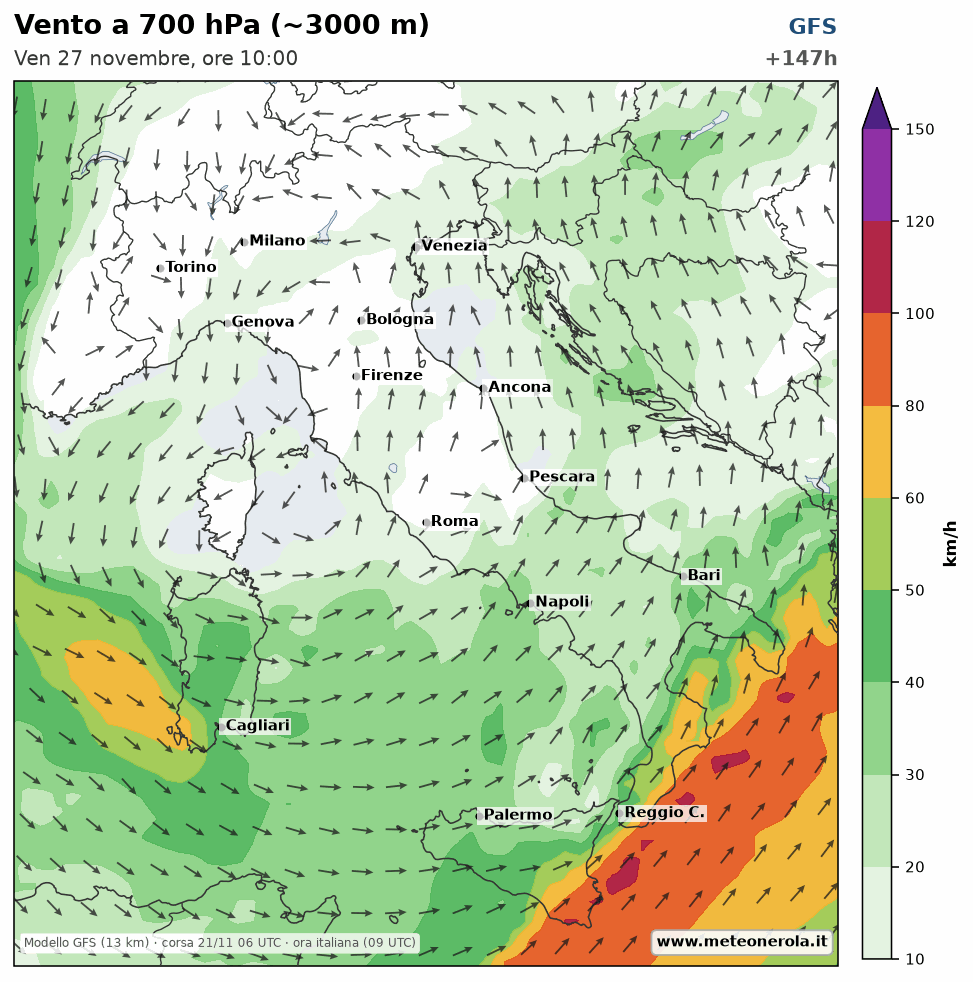 Vento a 700 hPa (~3000 m)
GFS
Ven 27 novembre, ore 10:00
+147h
150
120
100
80
60
50
40
30
20
10
km/h
Milano
Venezia
Torino
Genova
Bologna
Firenze
Ancona
Pescara
Roma
Bari
Napoli
Cagliari
Palermo
Reggio C.
Modello GFS (13 km) · corsa 21/11 06 UTC · ora italiana (09 UTC)
www.meteonerola.it